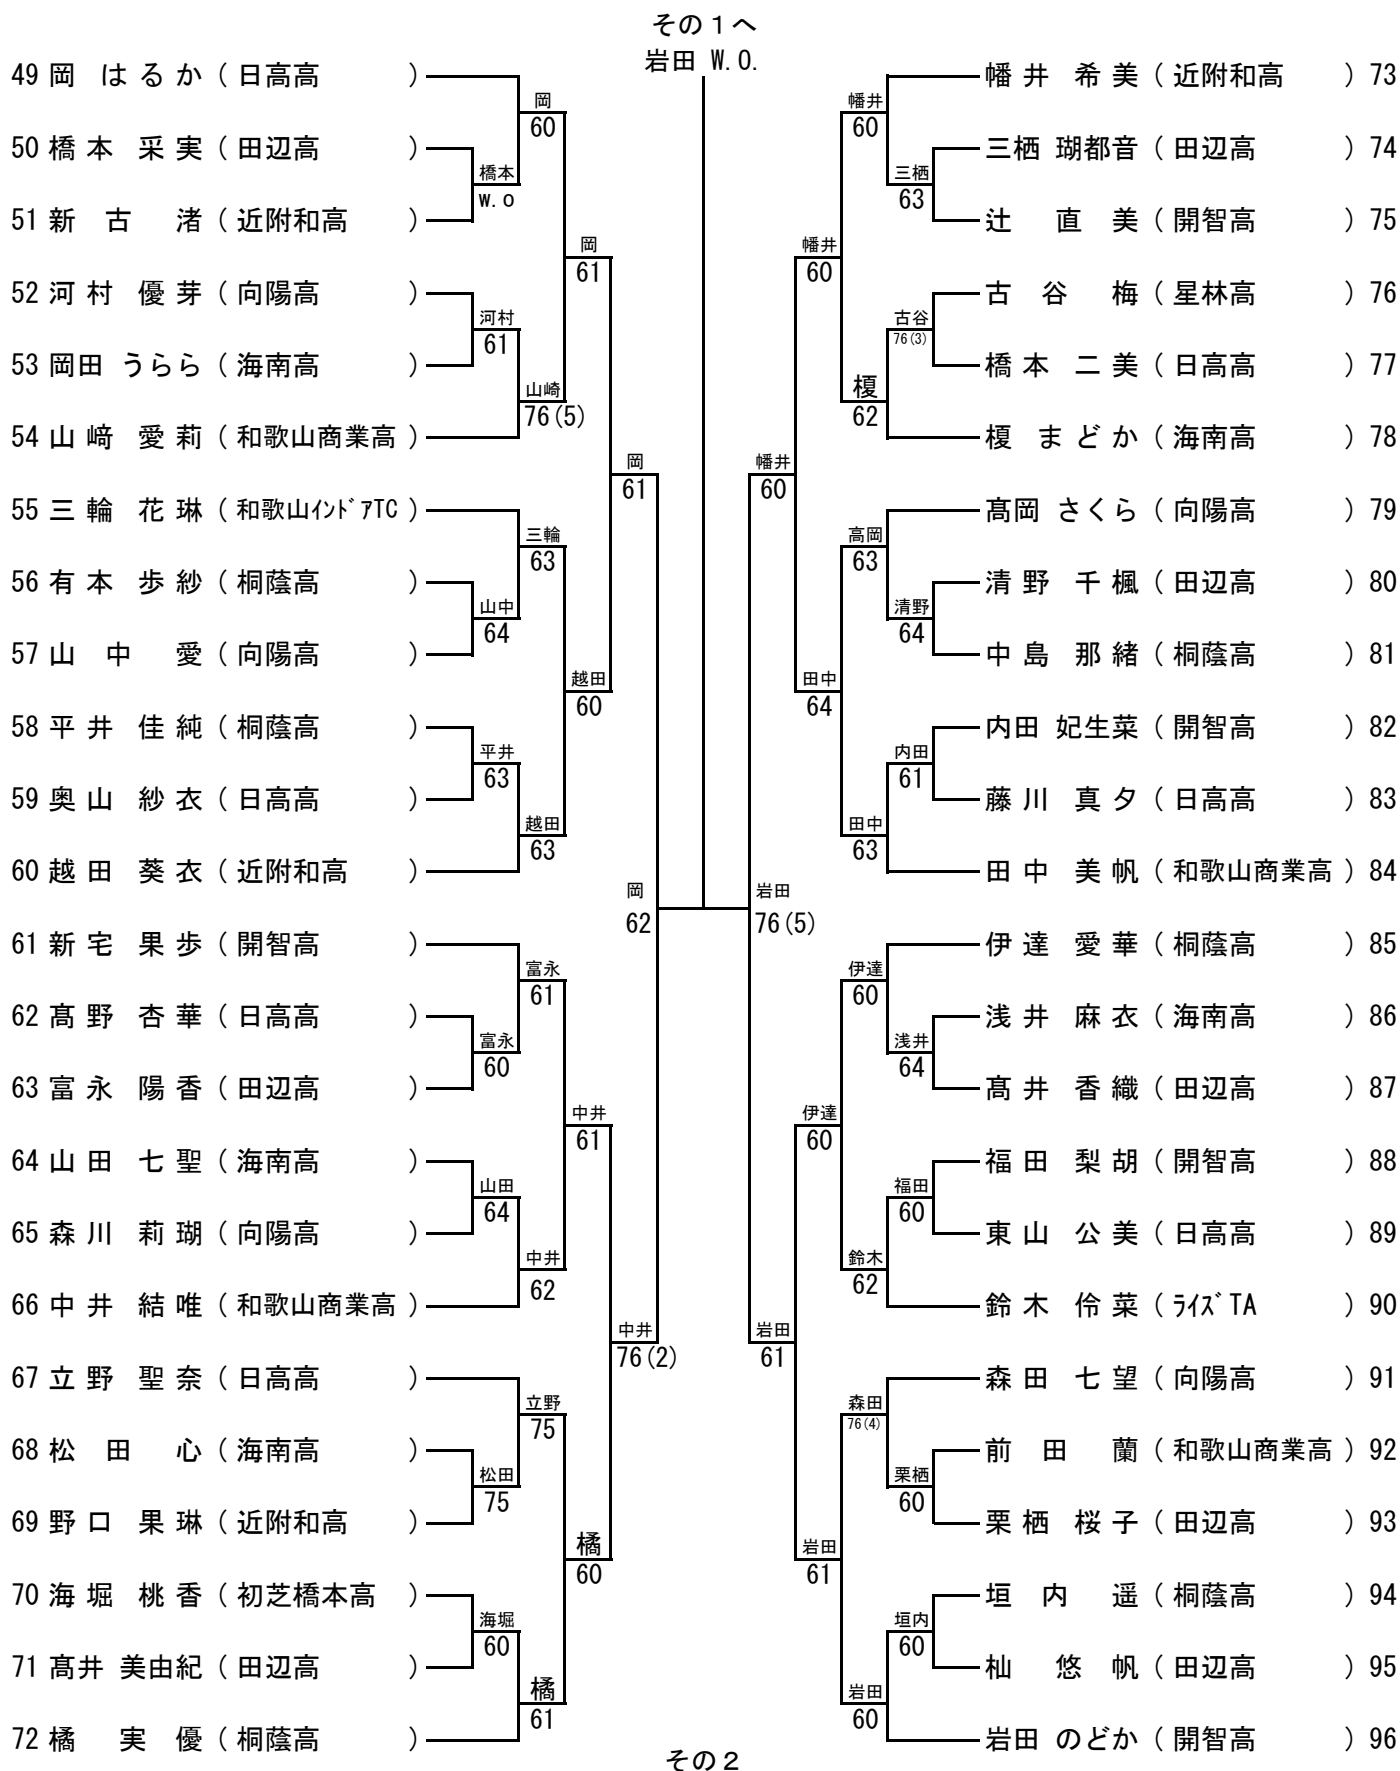 その１へ
岩田 W.O.
49 岡 はるか（日高高）
50 橋本 采実（田辺高）
51 新古 渚（近附和高）
52 河村 優芽（向陽高）
53 岡田 うらら（海南高）
54 山﨑 愛莉（和歌山商業高）
55 三輪 花琳（和歌山ｲﾝﾄﾞｱTC）
56 有本 歩紗（桐蔭高）
57 山中 愛（向陽高）
58 平井 佳純（桐蔭高）
59 奥山 紗衣（日高高）
60 越田 葵衣（近附和高）
61 新宅 果歩（開智高）
62 髙野 杏華（日高高）
63 富永 陽香（田辺高）
64 山田 七聖（海南高）
65 森川 莉瑚（向陽高）
66 中井 結唯（和歌山商業高）
67 立野 聖奈（日高高）
68 松田 心（海南高）
69 野口 果琳（近附和高）
70 海堀 桃香（初芝橋本高）
71 髙井 美由紀（田辺高）
72 橘 実優（桐蔭高）
橋本
w.o
河村
61
山中
64
平井
63
富永
60
山田
64
松田
75
海堀
60
岡
60
山崎
76(5)
三輪
63
越田
63
富永
61
中井
62
立野
75
橘
61
岡
61
越田
60
中井
61
橘
60
岡
61
中井
76(2)
岡
62
岩田
76(5)
幡井
60
岩田
61
幡井
60
田中
64
伊達
60
岩田
61
幡井
60
榎
62
高岡
63
田中
63
伊達
60
鈴木
62
森田
76(4)
岩田
60
三栖
63
古谷
76(3)
清野
64
内田
61
浅井
64
福田
60
栗栖
60
垣内
60
幡井 希美（近附和高）73
三栖 瑚都音（田辺高）74
辻 直美（開智高）75
古谷 梅（星林高）76
橋本 二美（日高高）77
榎 まどか（海南高）78
髙岡 さくら（向陽高）79
清野 千楓（田辺高）80
中島 那緒（桐蔭高）81
内田 妃生菜（開智高）82
藤川 真夕（日高高）83
田中 美帆（和歌山商業高）84
伊達 愛華（桐蔭高）85
浅井 麻衣（海南高）86
髙井 香織（田辺高）87
福田 梨胡（開智高）88
東山 公美（日高高）89
鈴木 伶菜（ﾗｲｽﾞTA）90
森田 七望（向陽高）91
前田 蘭（和歌山商業高）92
栗栖 桜子（田辺高）93
垣内 遥（桐蔭高）94
杣 悠帆（田辺高）95
岩田 のどか（開智高）96
その２